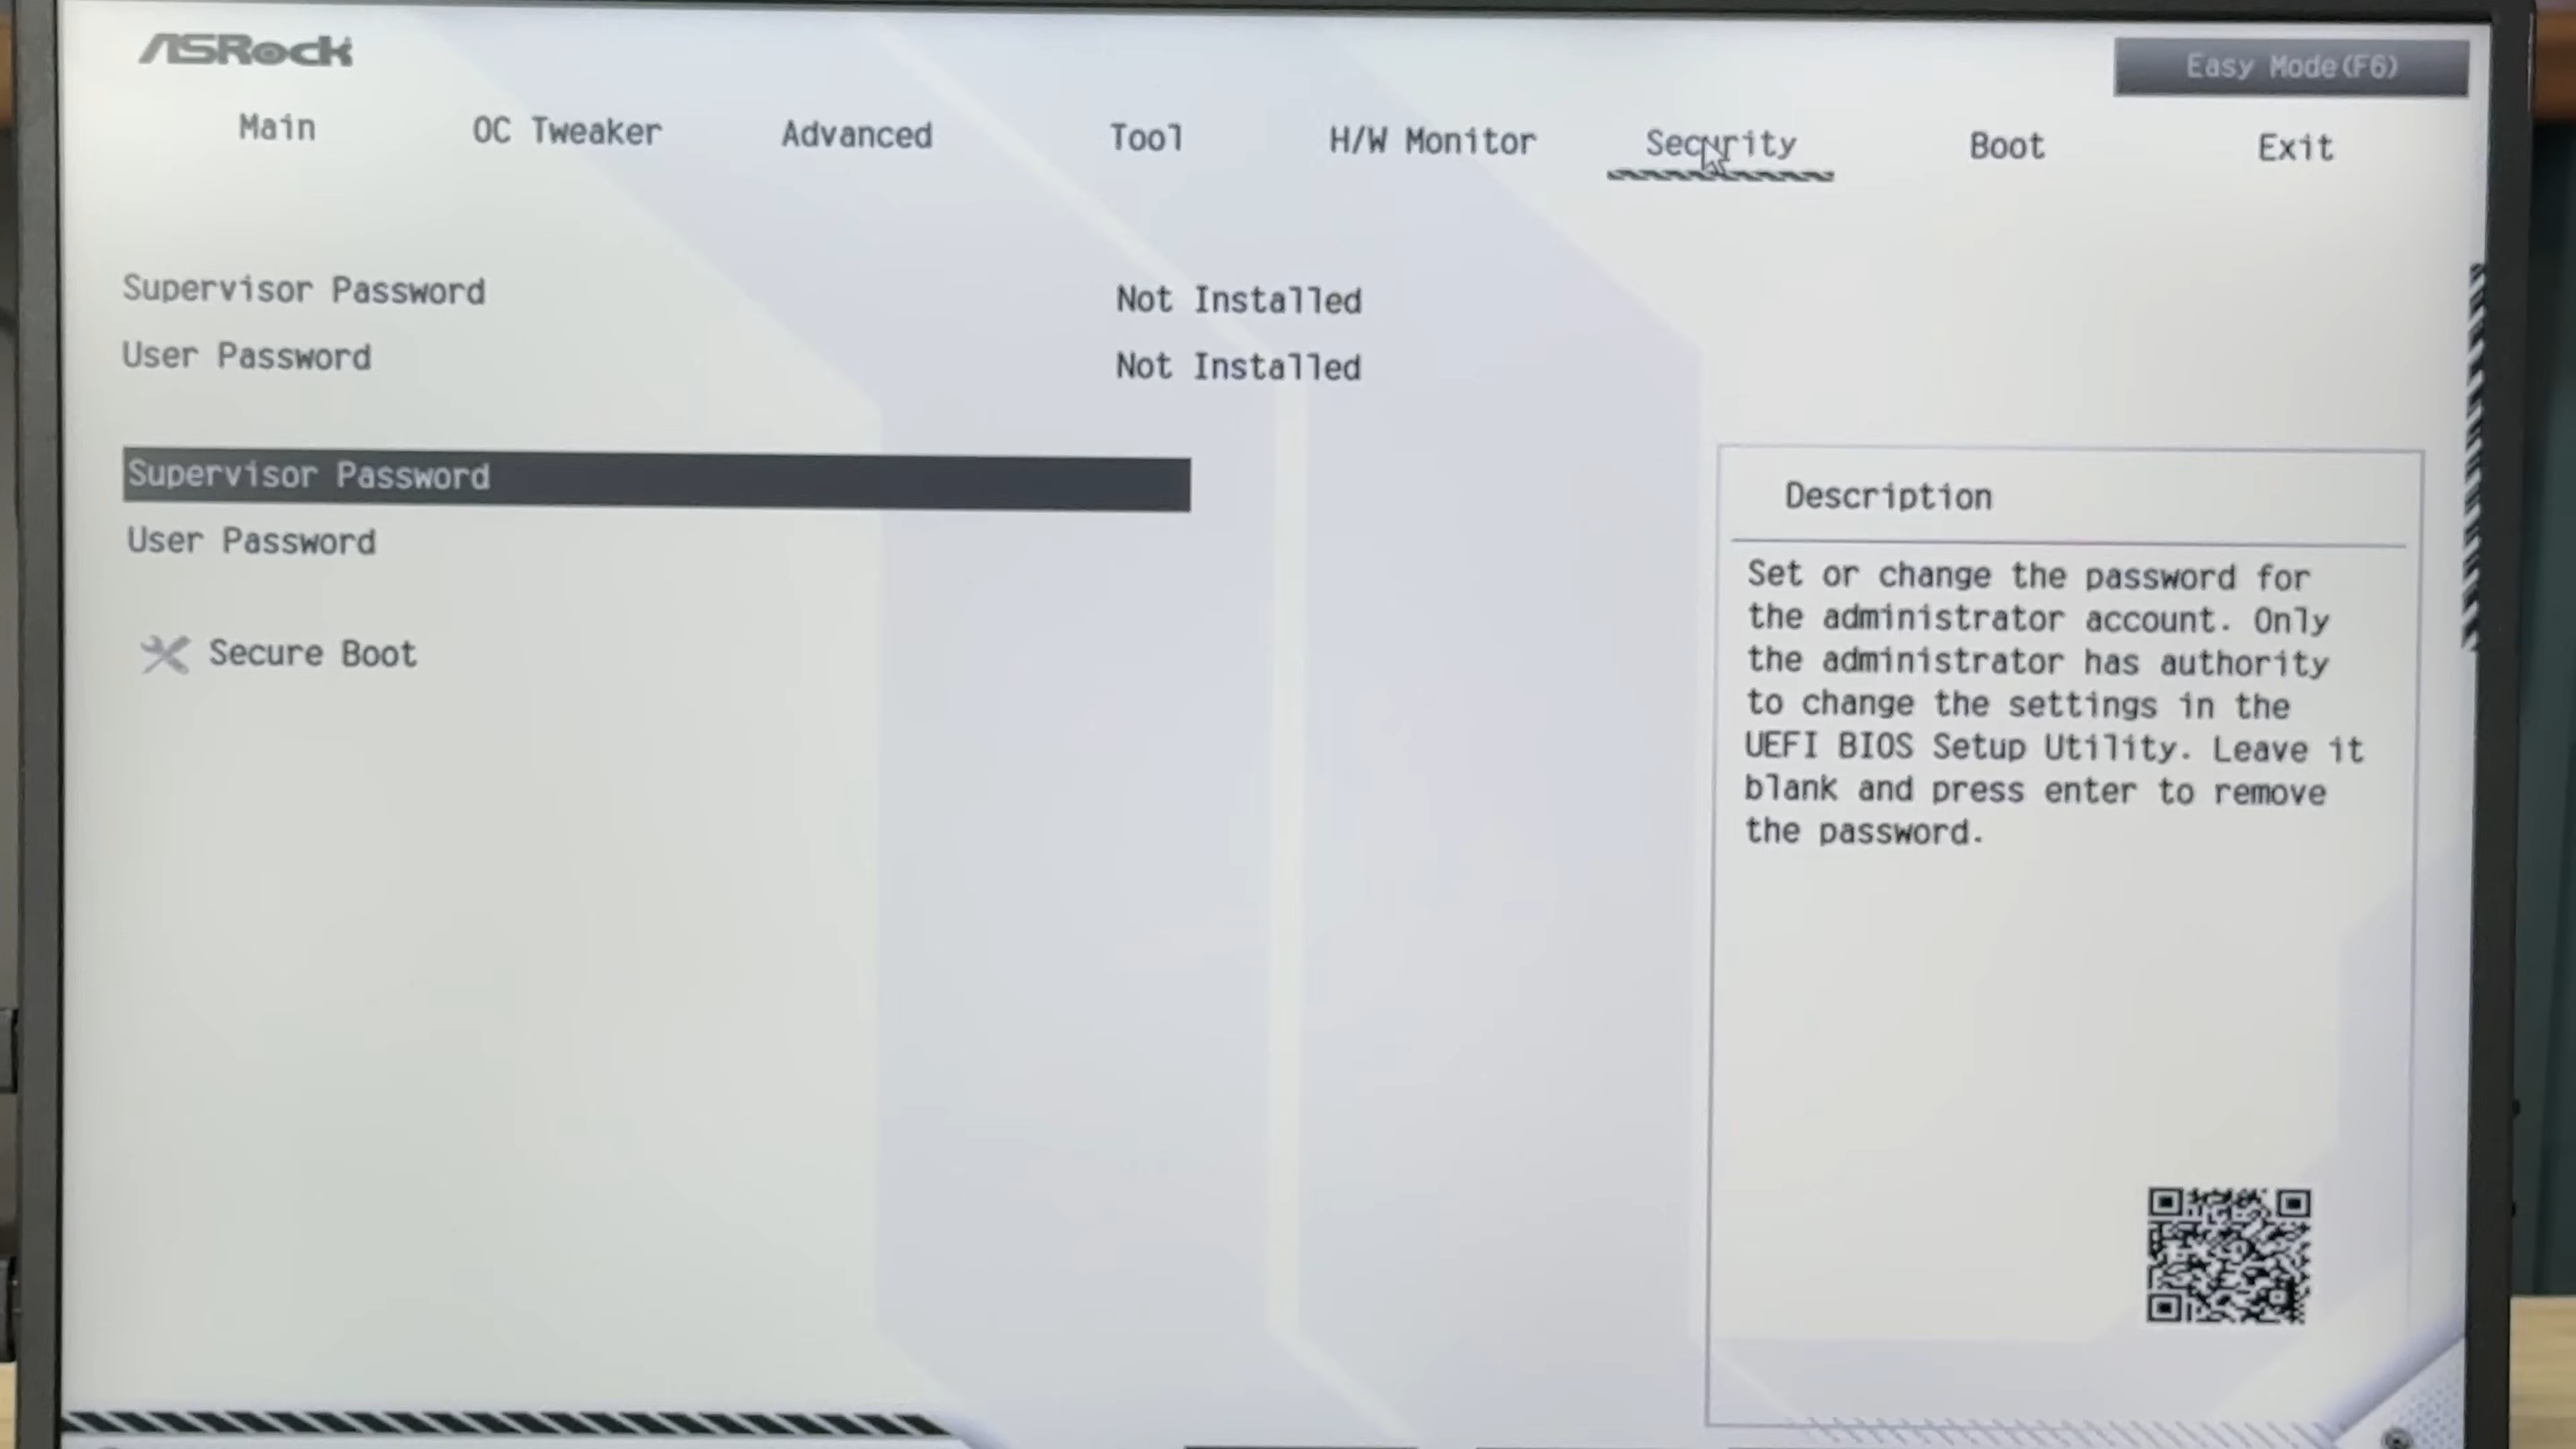 ASRock
Easy Mode(F6)
Main OC Tweaker Advanced Tool H/W Monitor Security Boot Exit
Supervisor Password Not Installed
User Password Not Installed
Supervisor Password
User Password
Secure Boot
Description
Set or change the password for
the administrator account. Only
the administrator has authority
to change the settings in the
UEFI BIOS Setup Utility. Leave it
blank and press enter to remove
the password.